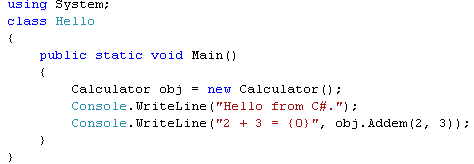 using System;
class Hello
{
    public static void Main()
    {
        Calculator obj = new Calculator();
        Console.WriteLine("Hello from C#.");
        Console.WriteLine("2 + 3 = {0}", obj.Addem(2, 3));
    }
}